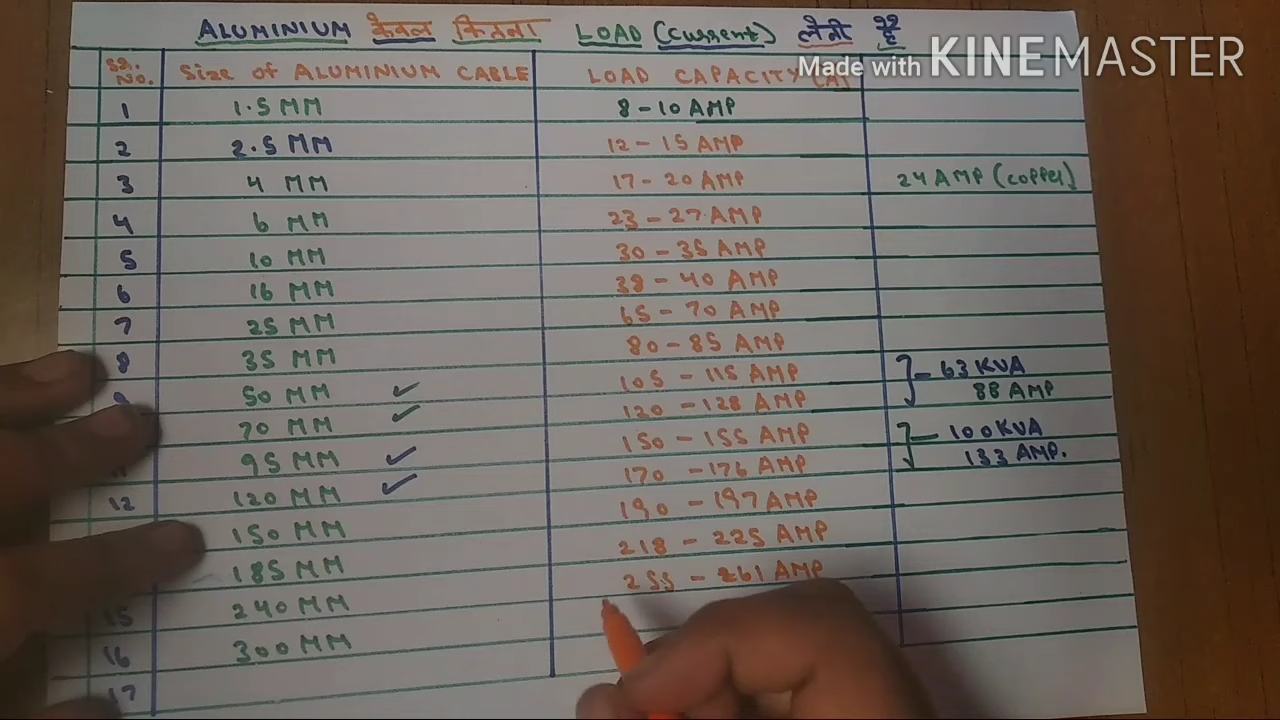 ALUMINIUM केबल कितना LOAD (Current) लेगी
Made with KINEMASTER
SR. NO. Size of ALUMINIUM CABLE LOAD CAPACITY (A)
1 1.5 MM 8-10 AMP
2 2.5 MM 12-15 AMP
3 4 MM 17-20 AMP 24 AMP (copper)
4 6 MM 23-27 AMP
5 10 MM 30-35 AMP
6 16 MM 38-40 AMP
7 25 MM 65-70 AMP
8 35 MM 80-85 AMP
50 MM ✓ 105-115 AMP } - 63 KVA
70 MM ✓ 120-128 AMP 88 AMP
95 MM ✓ 150-155 AMP } - 100 KVA
12 120 MM ✓ 170-176 AMP 133 AMP.
150 MM 190-197 AMP
185 MM 218-225 AMP
15 240 MM 255-261 AMP
16 300 MM
17